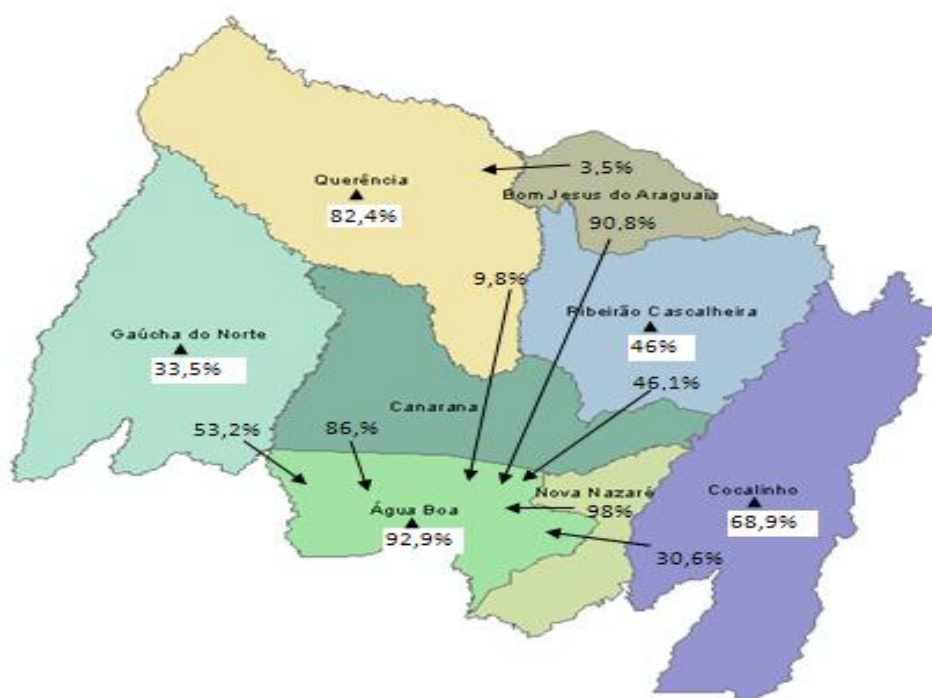 3,5%
Querência
82,4%
Bom Jesus do Araguaia
90,8%
9,8%
Ribeirão Cascalheira
46%
Gaúcha do Norte
33,5%
46,1%
Canarana
53,2%
86,%
Nova Nazaré
98%
Cocalinho
68,9%
Água Boa
92,9%
30,6%